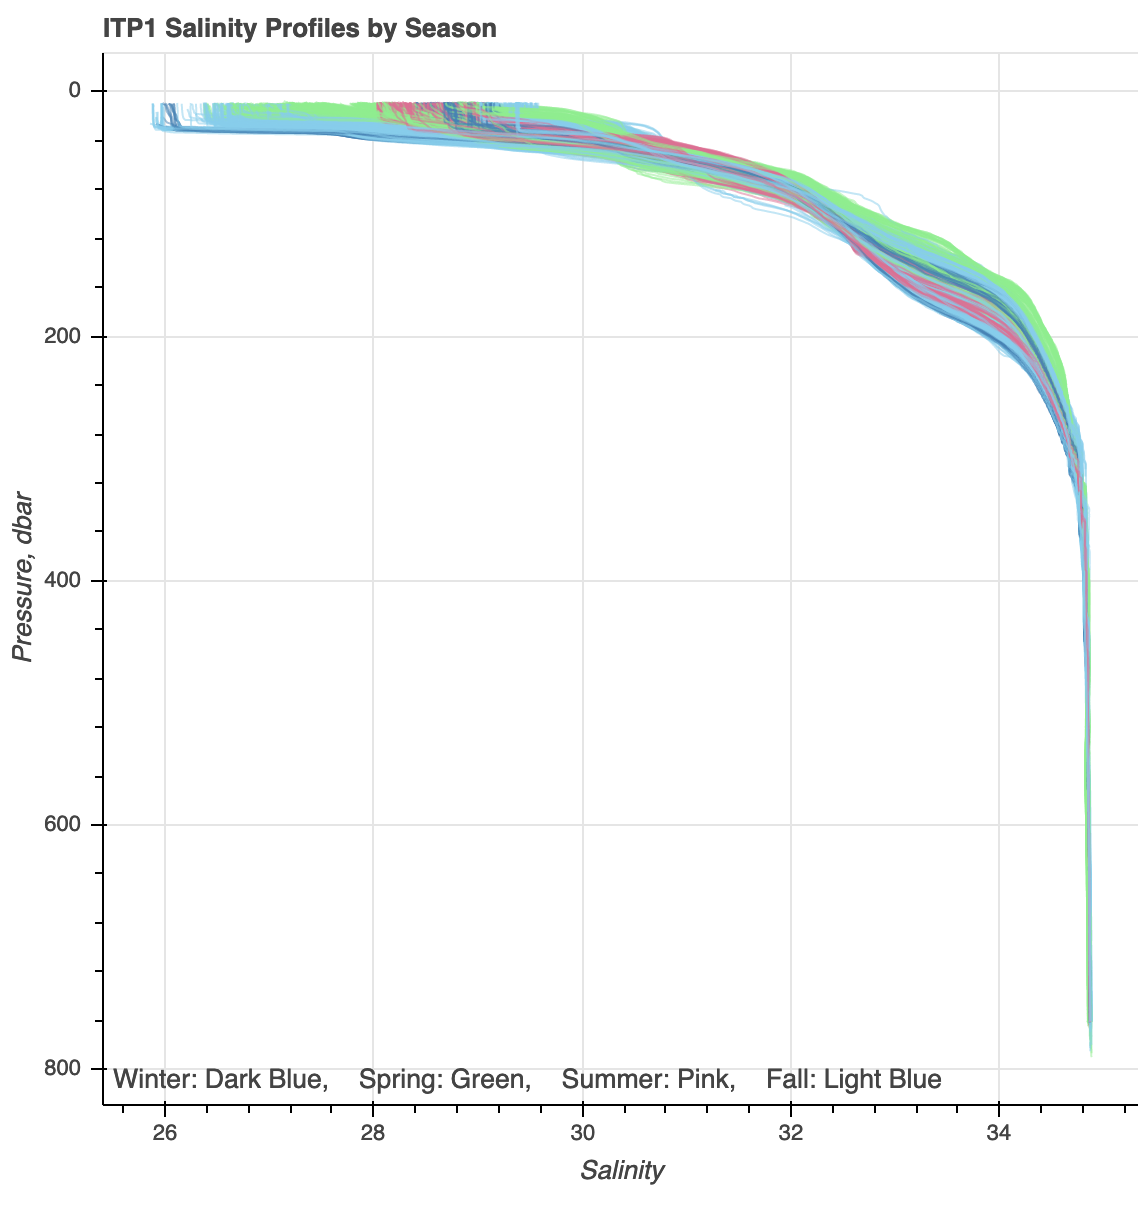 ITP1 Salinity Profiles by Season
0
200
400
600
800
Pressure, dbar
Winter: Dark Blue, Spring: Green, Summer: Pink, Fall: Light Blue
26 28 30 32 34
Salinity